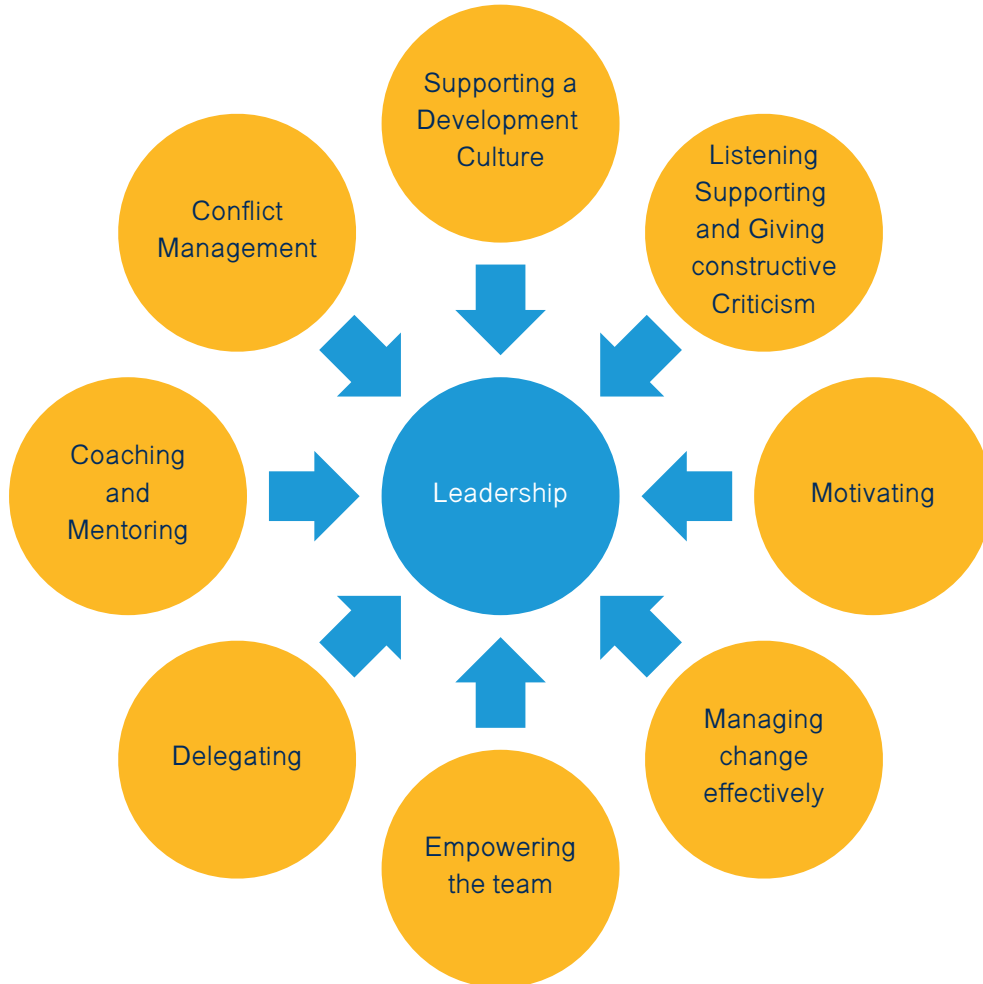 Supporting a
Development
Culture
Listening
Supporting
and Giving
constructive
Criticism
Motivating
Managing
change
effectively
Empowering
the team
Delegating
Coaching
and
Mentoring
Conflict
Management
Leadership